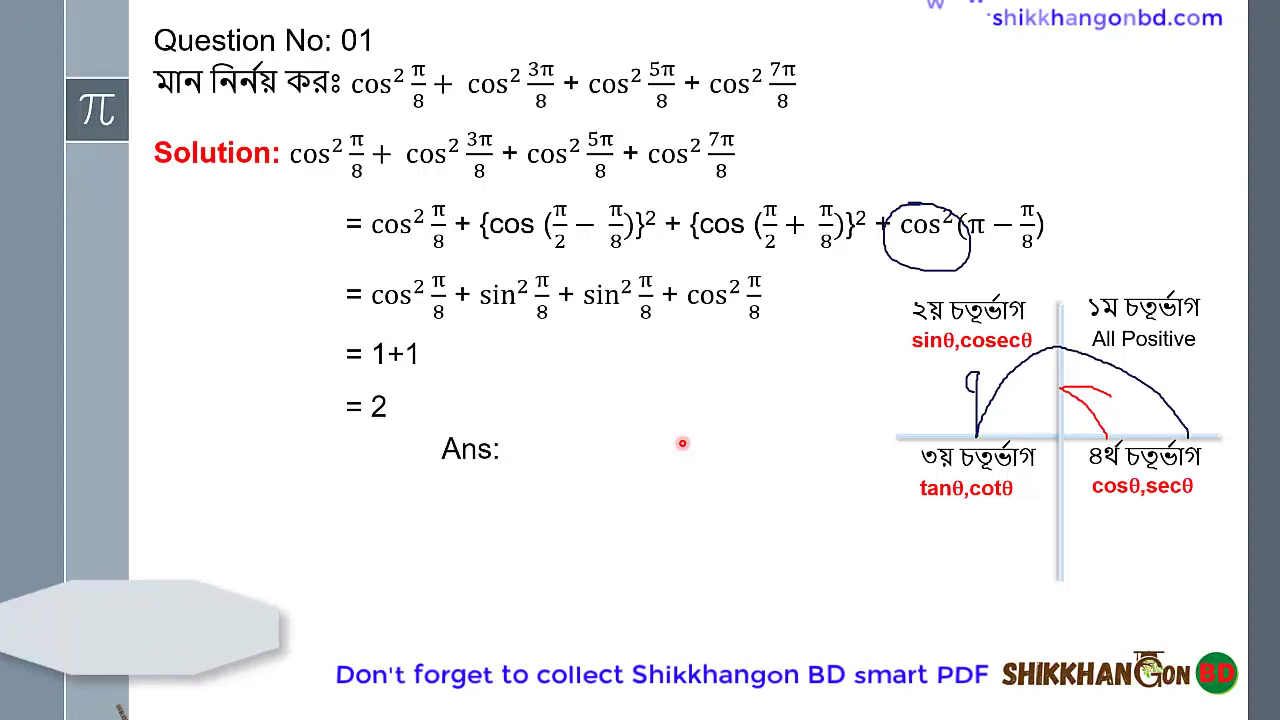 shikkhangonbd.com
Question No: 01
মান নির্নয় করঃ cos² π/8 + cos² 3π/8 + cos² 5π/8 + cos² 7π/8
π
Solution: cos² π/8 + cos² 3π/8 + cos² 5π/8 + cos² 7π/8
= cos² π/8 + {cos (π/2 − π/8)}² + {cos (π/2 + π/8)}² + cos² (π − π/8)
= cos² π/8 + sin² π/8 + sin² π/8 + cos² π/8
= 1+1
= 2
Ans:
২য় চতূর্ভাগ
sinθ,cosecθ
১ম চতূর্ভাগ
All Positive
৩য় চতূর্ভাগ
tanθ,cotθ
৪র্থ চতূর্ভাগ
cosθ,secθ
Don't forget to collect Shikkhangon BD smart PDF
SHIKKHANGON BD